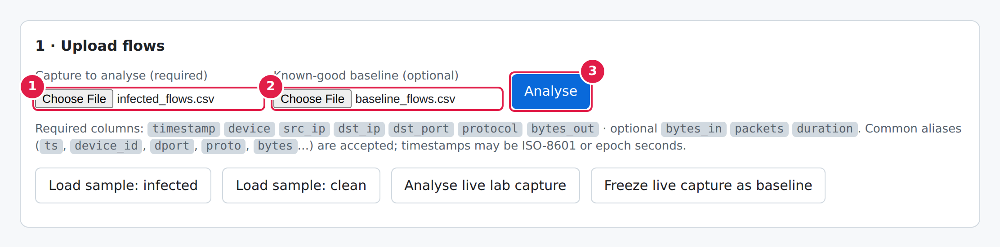 1 · Upload flows
Capture to analyse (required)
Known-good baseline (optional)
1
Choose File infected_flows.csv
2
Choose File baseline_flows.csv
Analyse
3
Required columns: timestamp device src_ip dst_ip dst_port protocol bytes_out · optional bytes_in packets duration. Common aliases
(ts, device_id, dport, proto, bytes…) are accepted; timestamps may be ISO-8601 or epoch seconds.
Load sample: infected
Load sample: clean
Analyse live lab capture
Freeze live capture as baseline